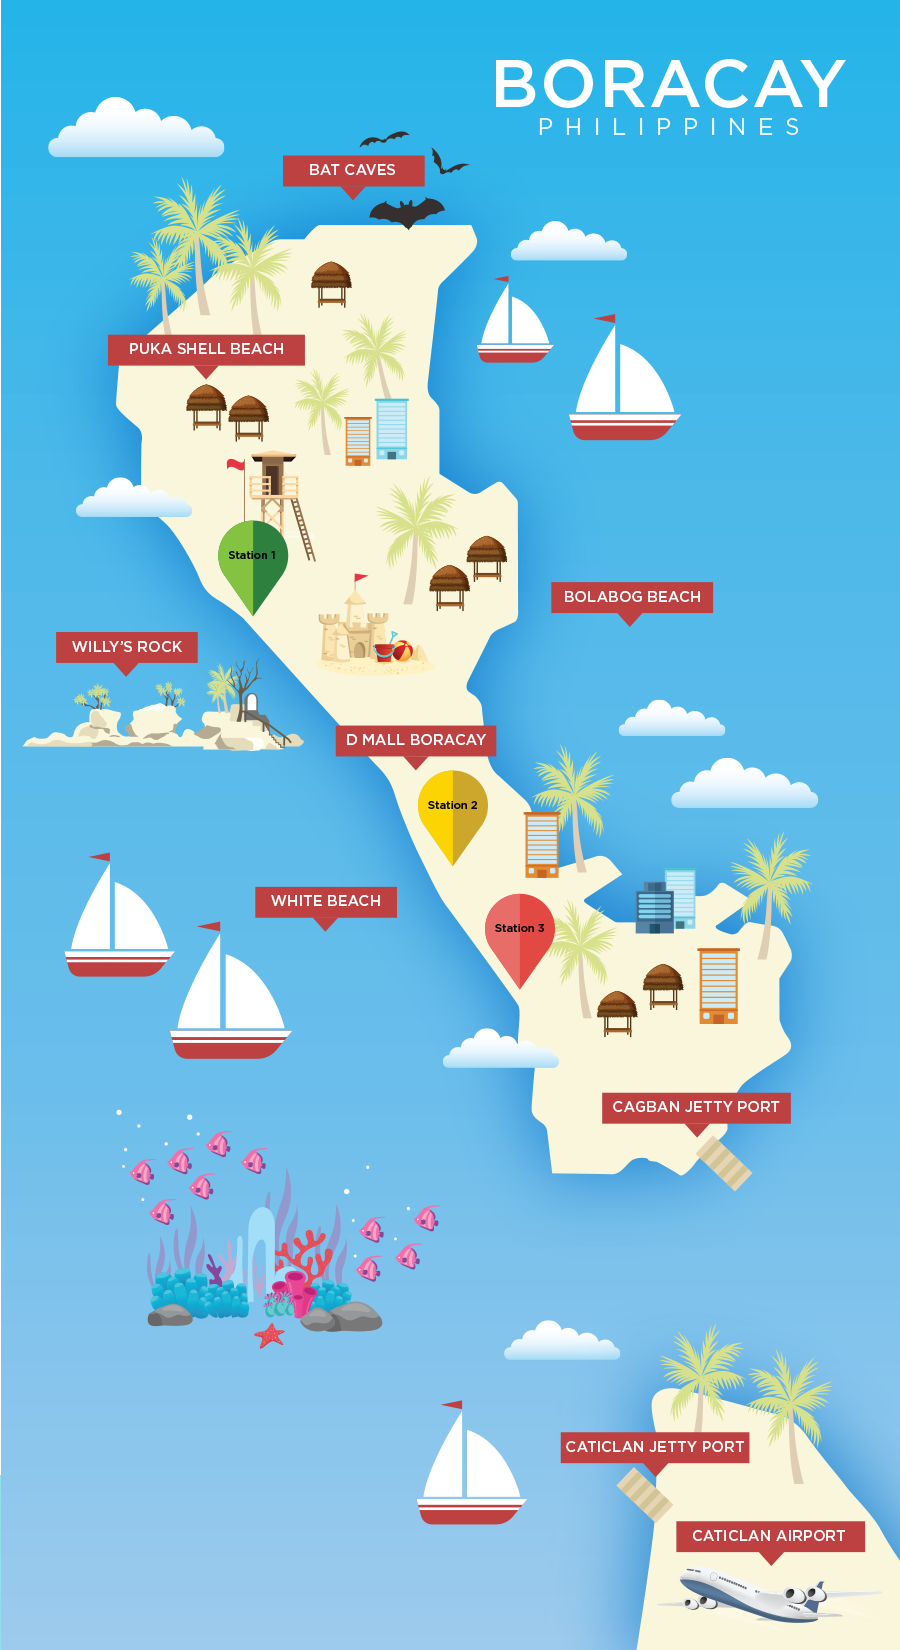 BORACAY
PHILIPPINES
BAT CAVES
PUKA SHELL BEACH
Station 1
BOLABOG BEACH
WILLY'S ROCK
D MALL BORACAY
Station 2
WHITE BEACH
Station 3
CAGBAN JETTY PORT
CATICLAN JETTY PORT
CATICLAN AIRPORT